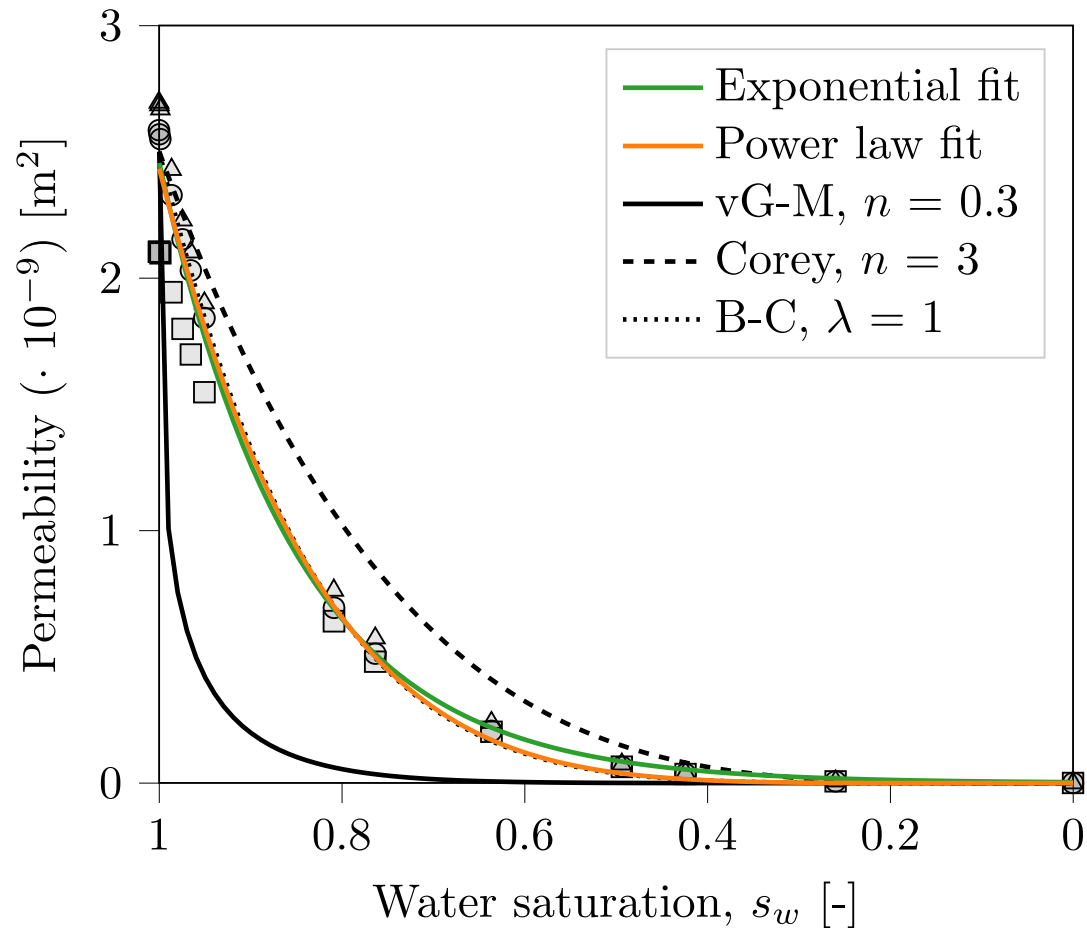 3
2
1
0
Permeability (· 10⁻⁹) [m²]
Exponential fit
Power law fit
vG-M, n = 0.3
Corey, n = 3
B-C, λ = 1
1 0.8 0.6 0.4 0.2 0
Water saturation, s_w [-]